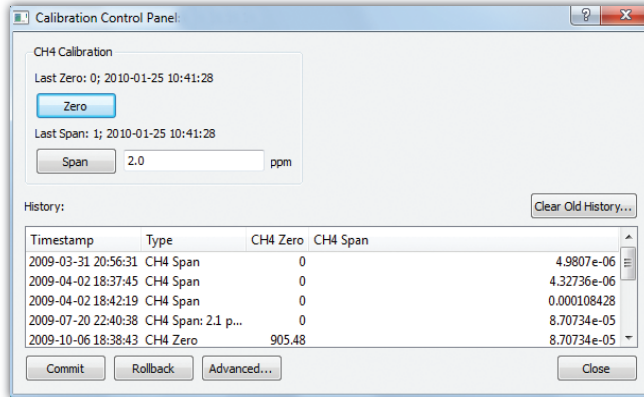 Calibration Control Panel:
CH4 Calibration
Last Zero: 0; 2010-01-25 10:41:28
Zero
Last Span: 1; 2010-01-25 10:41:28
Span 2.0 ppm
History: Clear Old History...
Timestamp Type CH4 Zero CH4 Span
2009-03-31 20:56:31 CH4 Span 0 4.9807e-06
2009-04-02 18:37:45 CH4 Span 0 4.32736e-06
2009-04-02 18:42:19 CH4 Span 0 0.000108428
2009-07-20 22:40:38 CH4 Span: 2.1 p... 0 8.70734e-05
2009-10-06 18:38:43 CH4 Zero 905.48 8.70734e-05
Commit Rollback Advanced... Close